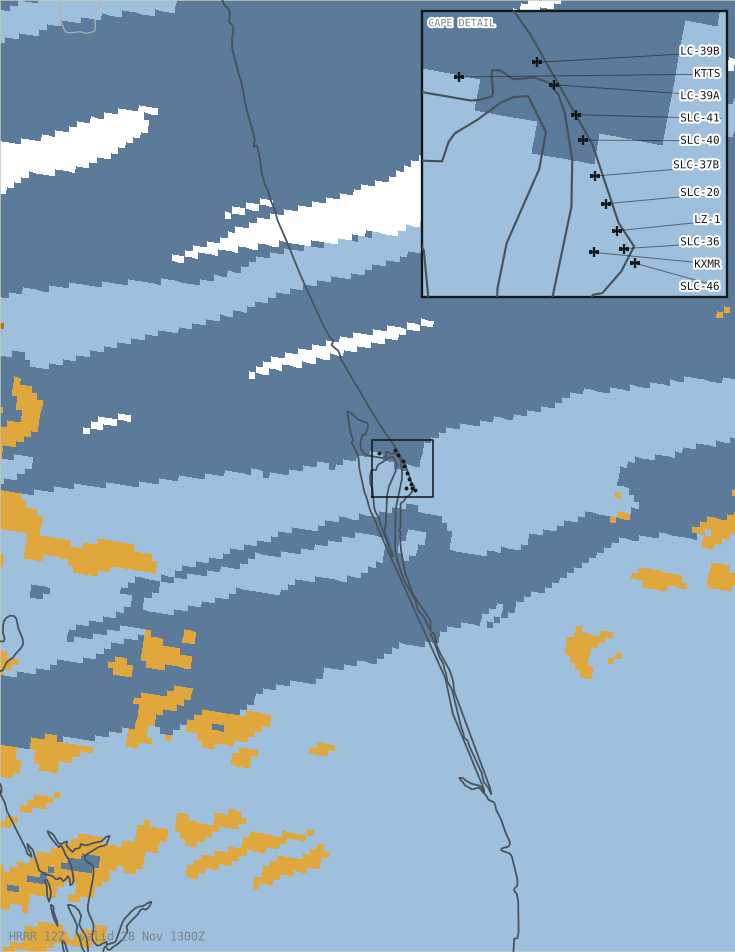 CAPE DETAIL
LC-39B
KTTS
LC-39A
SLC-41
SLC-40
SLC-37B
SLC-20
LZ-1
SLC-36
KXMR
SLC-46
HRRR 12Z valid 28 Nov 1300Z